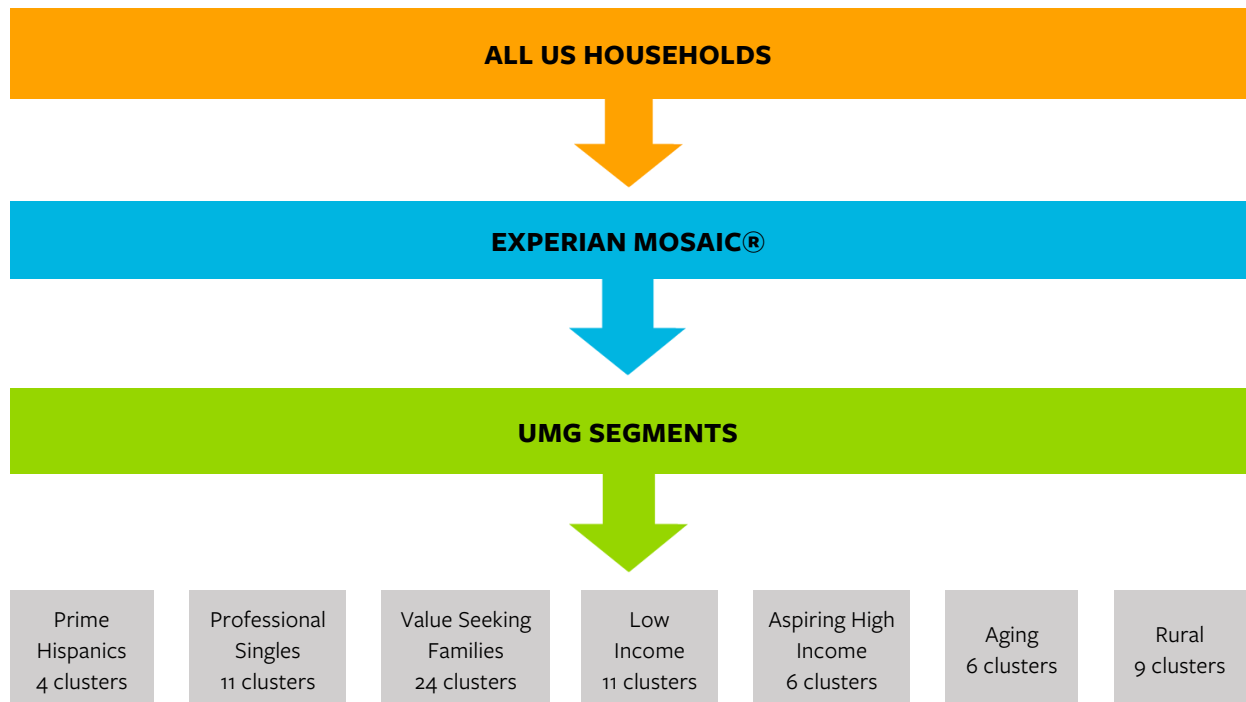 ALL US HOUSEHOLDS
EXPERIAN MOSAIC®
UMG SEGMENTS
Prime
Hispanics
4 clusters
Professional
Singles
11 clusters
Value Seeking
Families
24 clusters
Low
Income
11 clusters
Aspiring High
Income
6 clusters
Aging
6 clusters
Rural
9 clusters